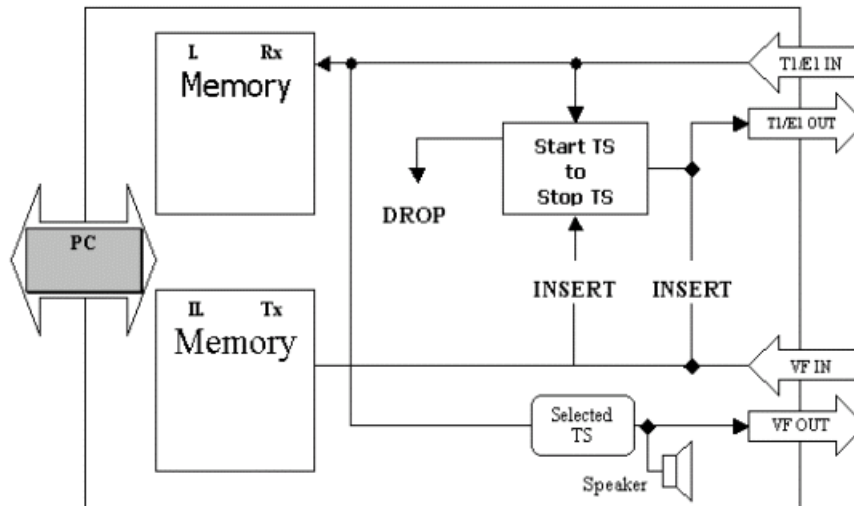 I. Rx
Memory
T1/E1 IN
T1/E1 OUT
Start TS
to
Stop TS
DROP
PC
INSERT INSERT
II. Tx
Memory
VF IN
Selected
TS
VF OUT
Speaker